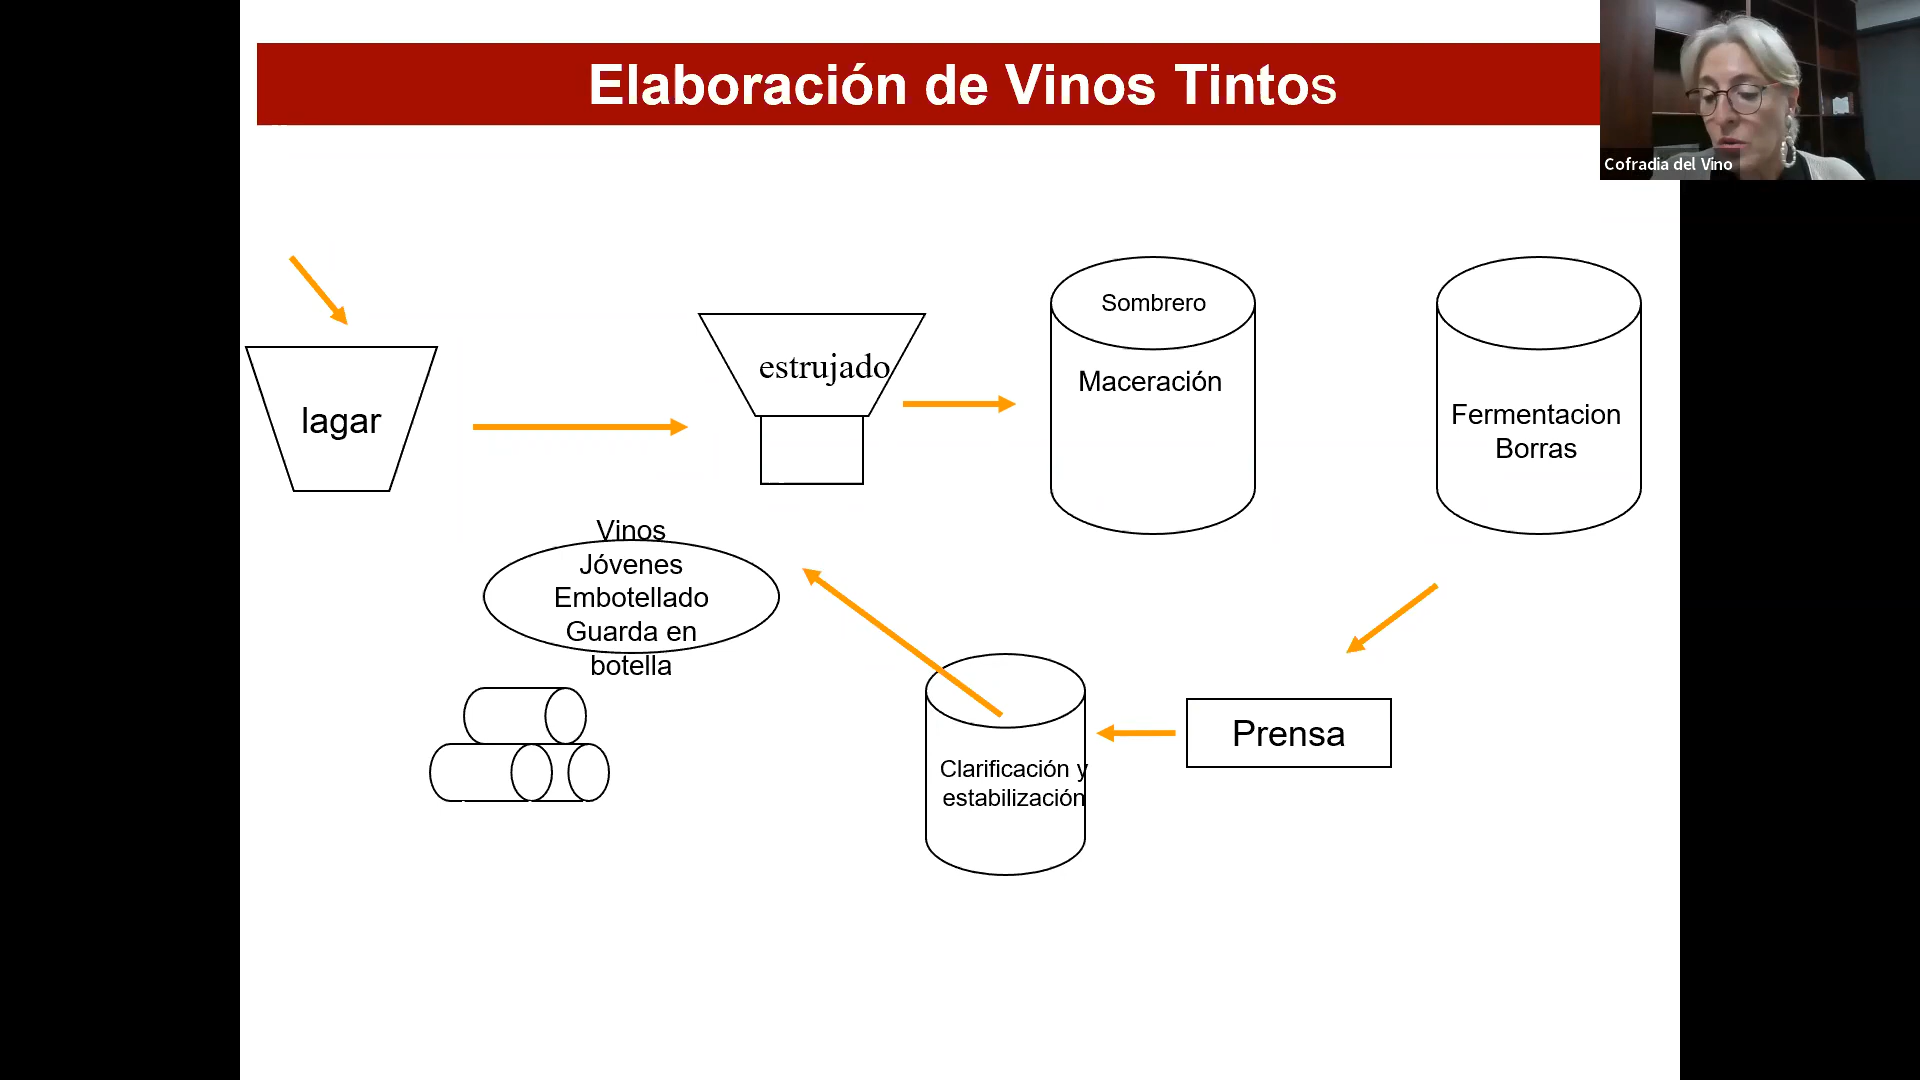 Elaboración de Vinos Tintos
Cofradia del Vino
lagar
estrujado
Sombrero
Maceración
Fermentacion
Borras
Vinos
Jóvenes
Embotellado
Guarda en
botella
Clarificación y
estabilización
Prensa